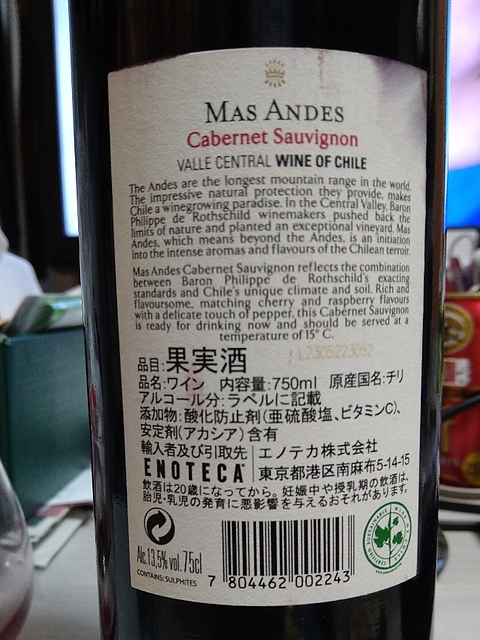 MAS ANDES
Cabernet Sauvignon
VALLE CENTRAL WINE OF CHILE
The Andes are the longest mountain range in the world.
The impressive natural protection they provide, makes
Chile a winegrowing paradise. In the Central Valley, Baron
Philippe de Rothschild winemakers pushed back the
limits of nature and planted an exceptional vineyard. Mas
Andes, which means beyond the Andes, is an initiation
into the intense aromas and flavours of the Chilean terroir.
Mas Andes Cabernet Sauvignon reflects the combination
between Baron Philippe de Rothschild's exacting
standards and Chile's unique climate and soil. Rich and
flavoursome, matching cherry and raspberry flavours
with a delicate touch of pepper, this Cabernet Sauvignon
is ready for drinking now and should be served at a
temperature of 15° C.
品目:果実酒
品名:ワイン 内容量:750ml 原産国名:チリ
アルコール分:ラベルに記載
添加物:酸化防止剤(亜硫酸塩、ビタミンC)、
安定剤(アカシア)含有
輸入者及び引取先 エノテカ株式会社
ENOTECA 東京都港区南麻布5-14-15
飲酒は20歳になってから。妊娠中や授乳期の飲酒は、
胎児・乳児の発育に悪影響を与えるおそれがあります。
Alc.13,5% vol. 75cl
CONTAINS: SULPHITES
7 804462 002243